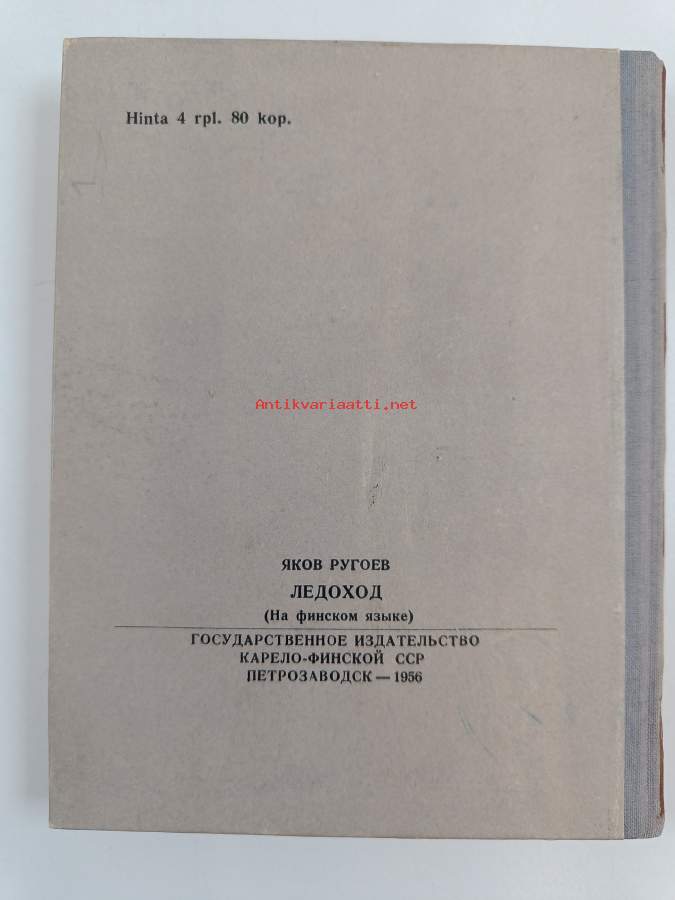 Hinta 4 rpl. 80 kop.
Antikvariaatti.net
ЯКОВ РУГОЕВ
ЛЕДОХОД
(На финском языке)
ГОСУДАРСТВЕННОЕ ИЗДАТЕЛЬСТВО
КАРЕЛО-ФИНСКОЙ ССР
ПЕТРОЗАВОДСК — 1956